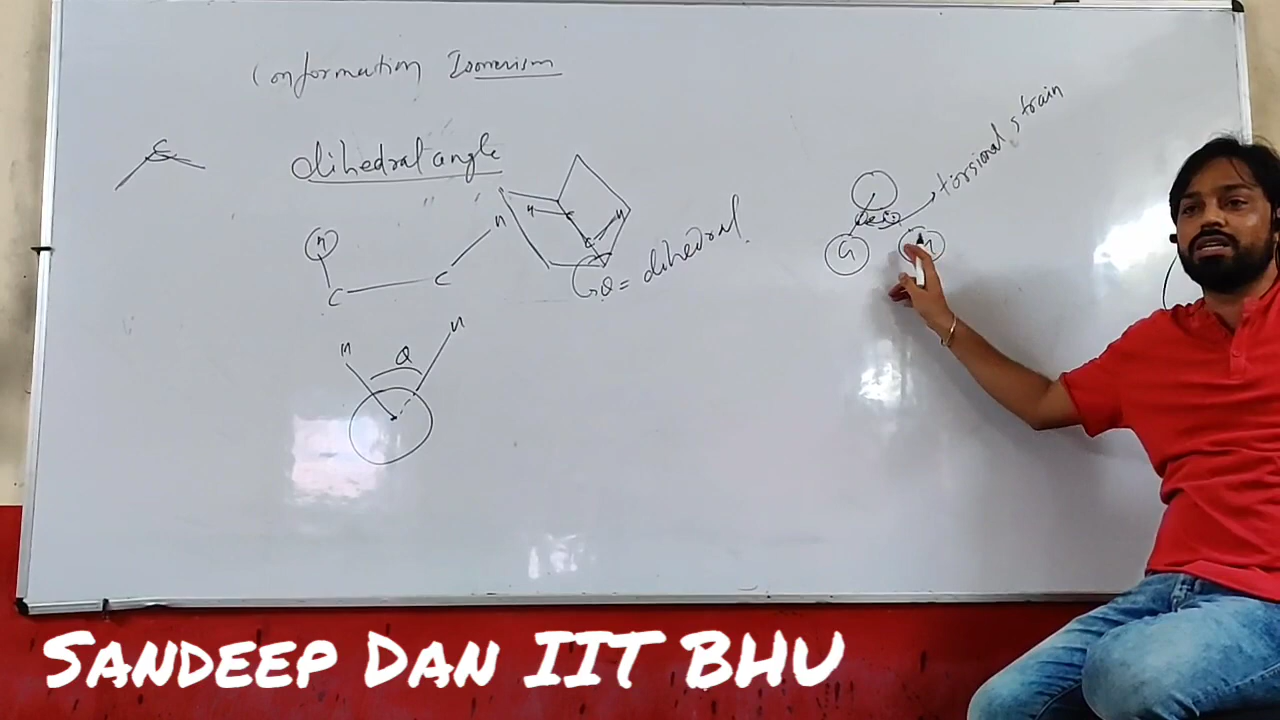 Conformation Isomerism
dihedral angle
torsional strain
C
H
H
C
C
H
H
C
C
Q = dihedral
G
H
H
Q
SANDEEP DAN IIT BHU